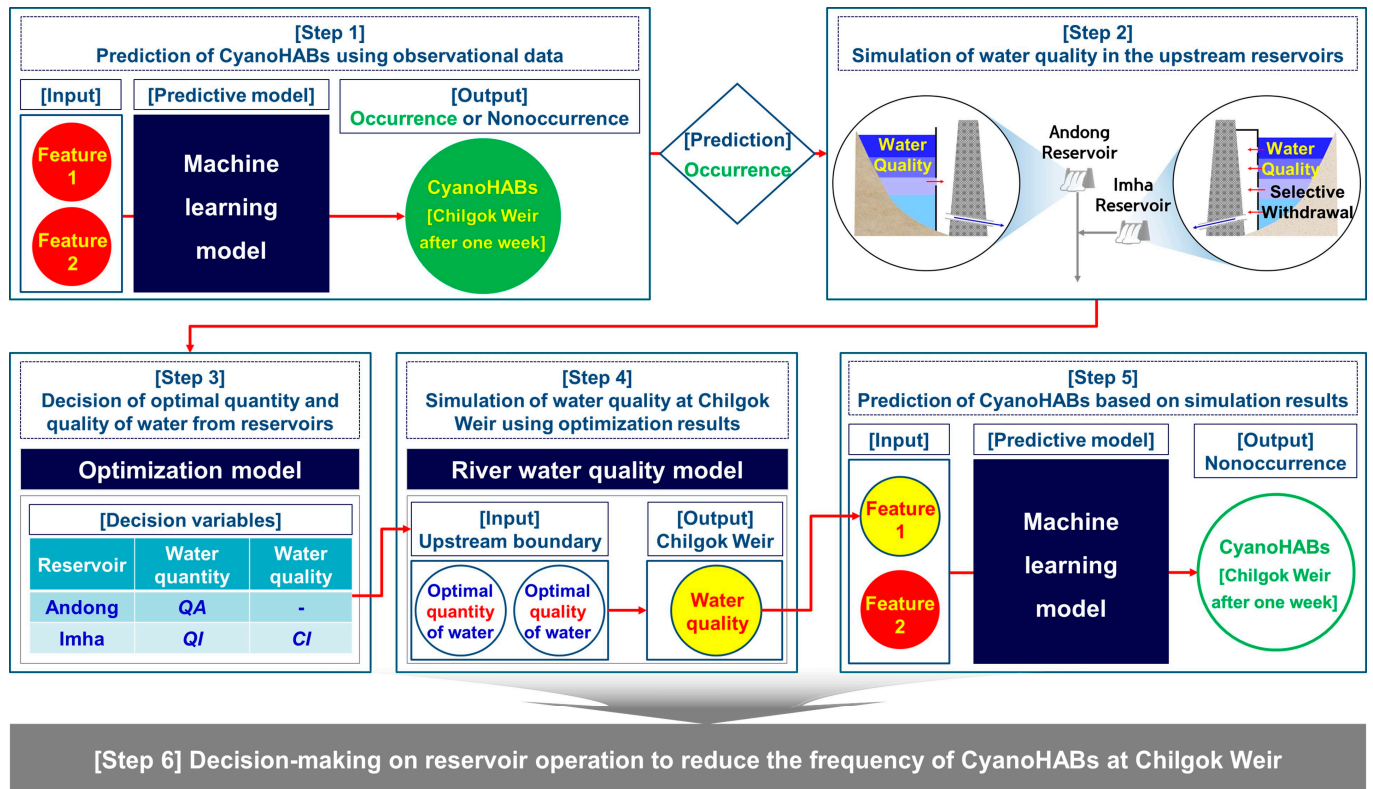 [Step 1]
Prediction of CyanoHABs using observational data
[Input]
[Predictive model]
[Output]
Occurrence or Nonoccurrence
Feature
1
Feature
2
Machine
learning
model
CyanoHABs
[Chilgok Weir
after one week]
[Prediction]
Occurrence
[Step 2]
Simulation of water quality in the upstream reservoirs
Water
Quality
Andong
Reservoir
Imha
Reservoir
Water
Quality
Selective
Withdrawal
[Step 3]
Decision of optimal quantity and
quality of water from reservoirs
Optimization model
[Decision variables]
Reservoir
Water
quantity
Water
quality
Andong
QA
-
Imha
QI
CI
[Step 4]
Simulation of water quality at Chilgok
Weir using optimization results
River water quality model
[Input]
Upstream boundary
[Output]
Chilgok Weir
Optimal
quantity
of water
Optimal
quality
of water
Water
quality
[Step 5]
Prediction of CyanoHABs based on simulation results
[Input]
[Predictive model]
[Output]
Nonoccurrence
Feature
1
Feature
2
Machine
learning
model
CyanoHABs
[Chilgok Weir
after one week]
[Step 6] Decision-making on reservoir operation to reduce the frequency of CyanoHABs at Chilgok Weir